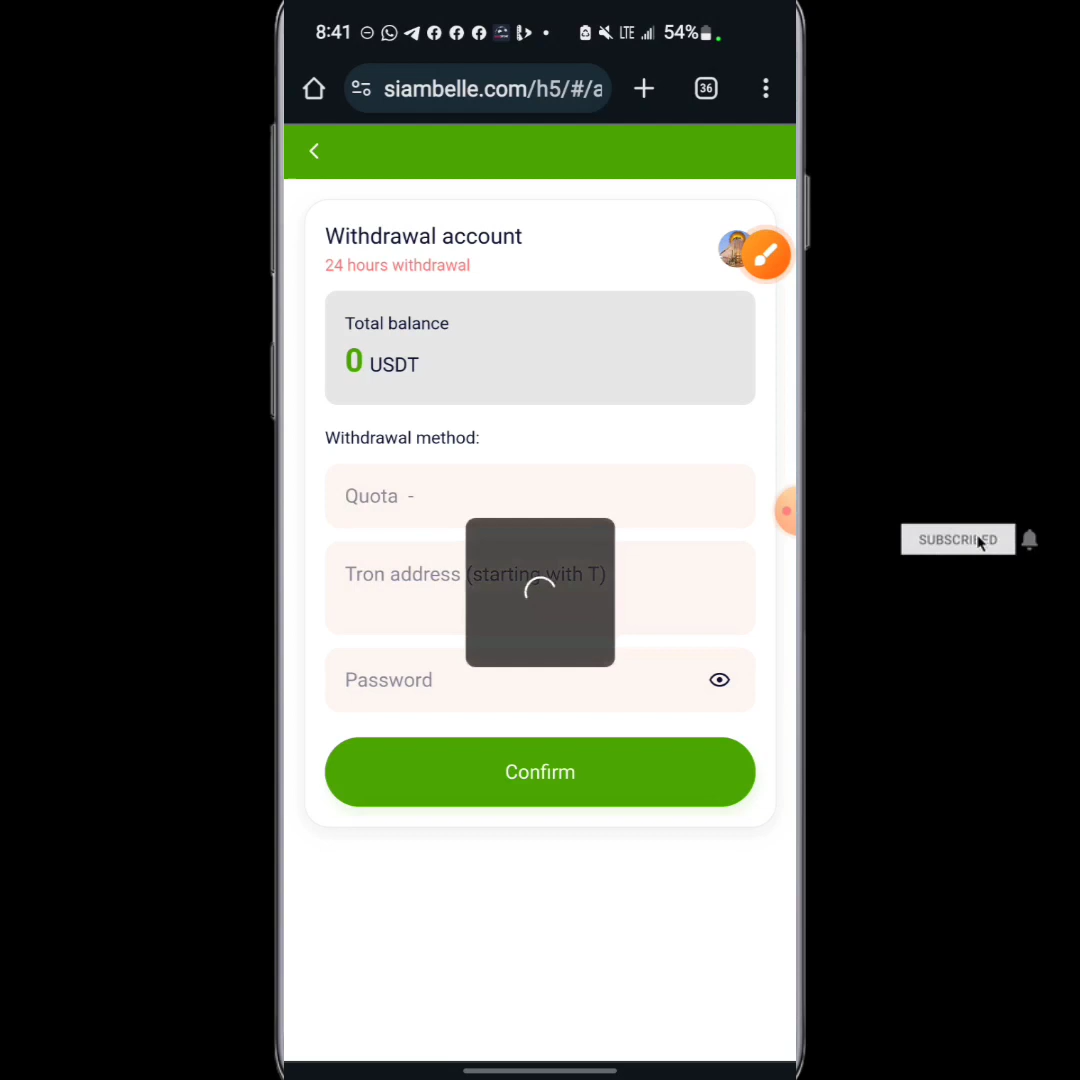 8:41 LTE 54%
siambelle.com/h5/#/a 36
Withdrawal account
24 hours withdrawal
Total balance
0 USDT
Withdrawal method:
Quota -
Tron address (starting with T)
Password
Confirm
SUBSCRIBED